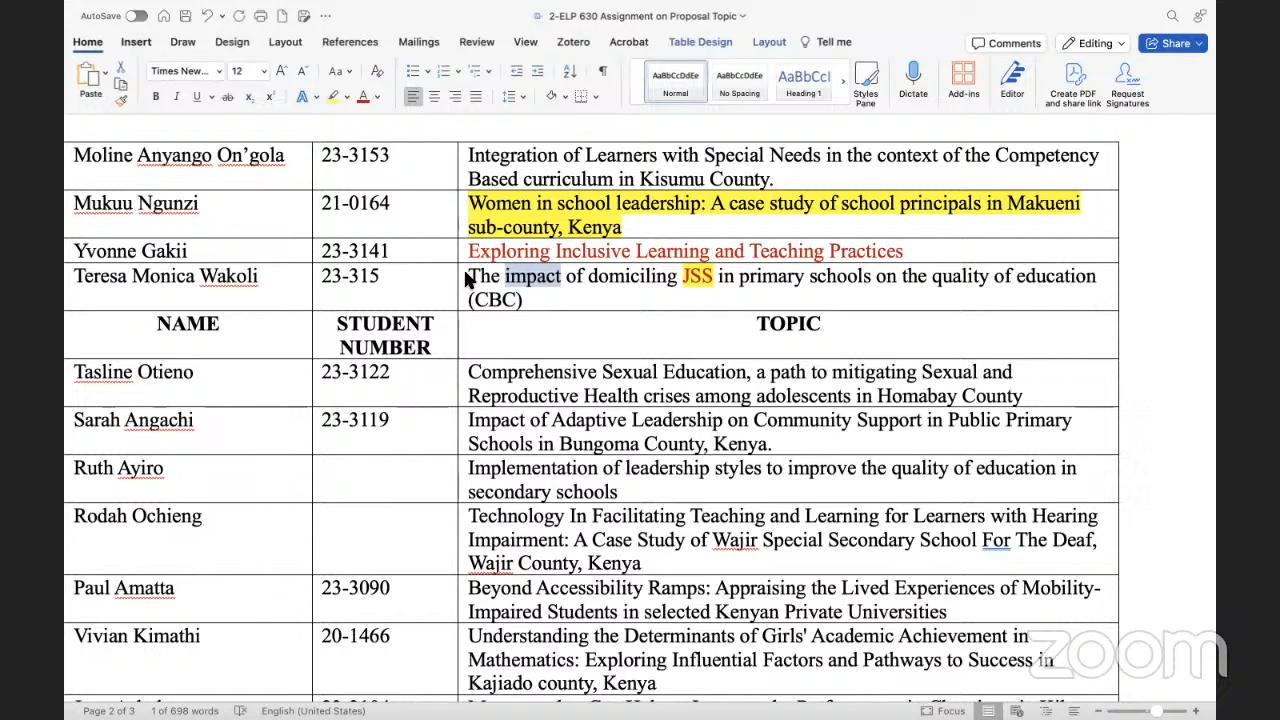 AutoSave
2-ELP 630 Assignment on Proposal Topic
Home Insert Draw Design Layout References Mailings Review View Zotero Acrobat Table Design Layout Tell me
Comments Editing Share
Paste
Times New... 12
AaBbCcDdEe AaBbCcDdEe AaBbCcI
Normal No Spacing Heading 1
Styles Pane
Dictate
Add-ins
Editor
Create PDF and share link
Request Signatures
Moline Anyango On’gola 23-3153 Integration of Learners with Special Needs in the context of the Competency
Based curriculum in Kisumu County.
Mukuu Ngunzi 21-0164 Women in school leadership: A case study of school principals in Makueni
sub-county, Kenya
Yvonne Gakii 23-3141 Exploring Inclusive Learning and Teaching Practices
Teresa Monica Wakoli 23-315 The impact of domiciling JSS in primary schools on the quality of education
(CBC)
NAME STUDENT NUMBER TOPIC
Tasline Otieno 23-3122 Comprehensive Sexual Education, a path to mitigating Sexual and
Reproductive Health crises among adolescents in Homabay County
Sarah Angachi 23-3119 Impact of Adaptive Leadership on Community Support in Public Primary
Schools in Bungoma County, Kenya.
Ruth Ayiro Implementation of leadership styles to improve the quality of education in
secondary schools
Rodah Ochieng Technology In Facilitating Teaching and Learning for Learners with Hearing
Impairment: A Case Study of Wajir Special Secondary School For The Deaf,
Wajir County, Kenya
Paul Amatta 23-3090 Beyond Accessibility Ramps: Appraising the Lived Experiences of Mobility-
Impaired Students in selected Kenyan Private Universities
Vivian Kimathi 20-1466 Understanding the Determinants of Girls' Academic Achievement in
Mathematics: Exploring Influential Factors and Pathways to Success in
Kajiado county, Kenya
zoom
Page 2 of 3 1 of 698 words English (United States) Focus